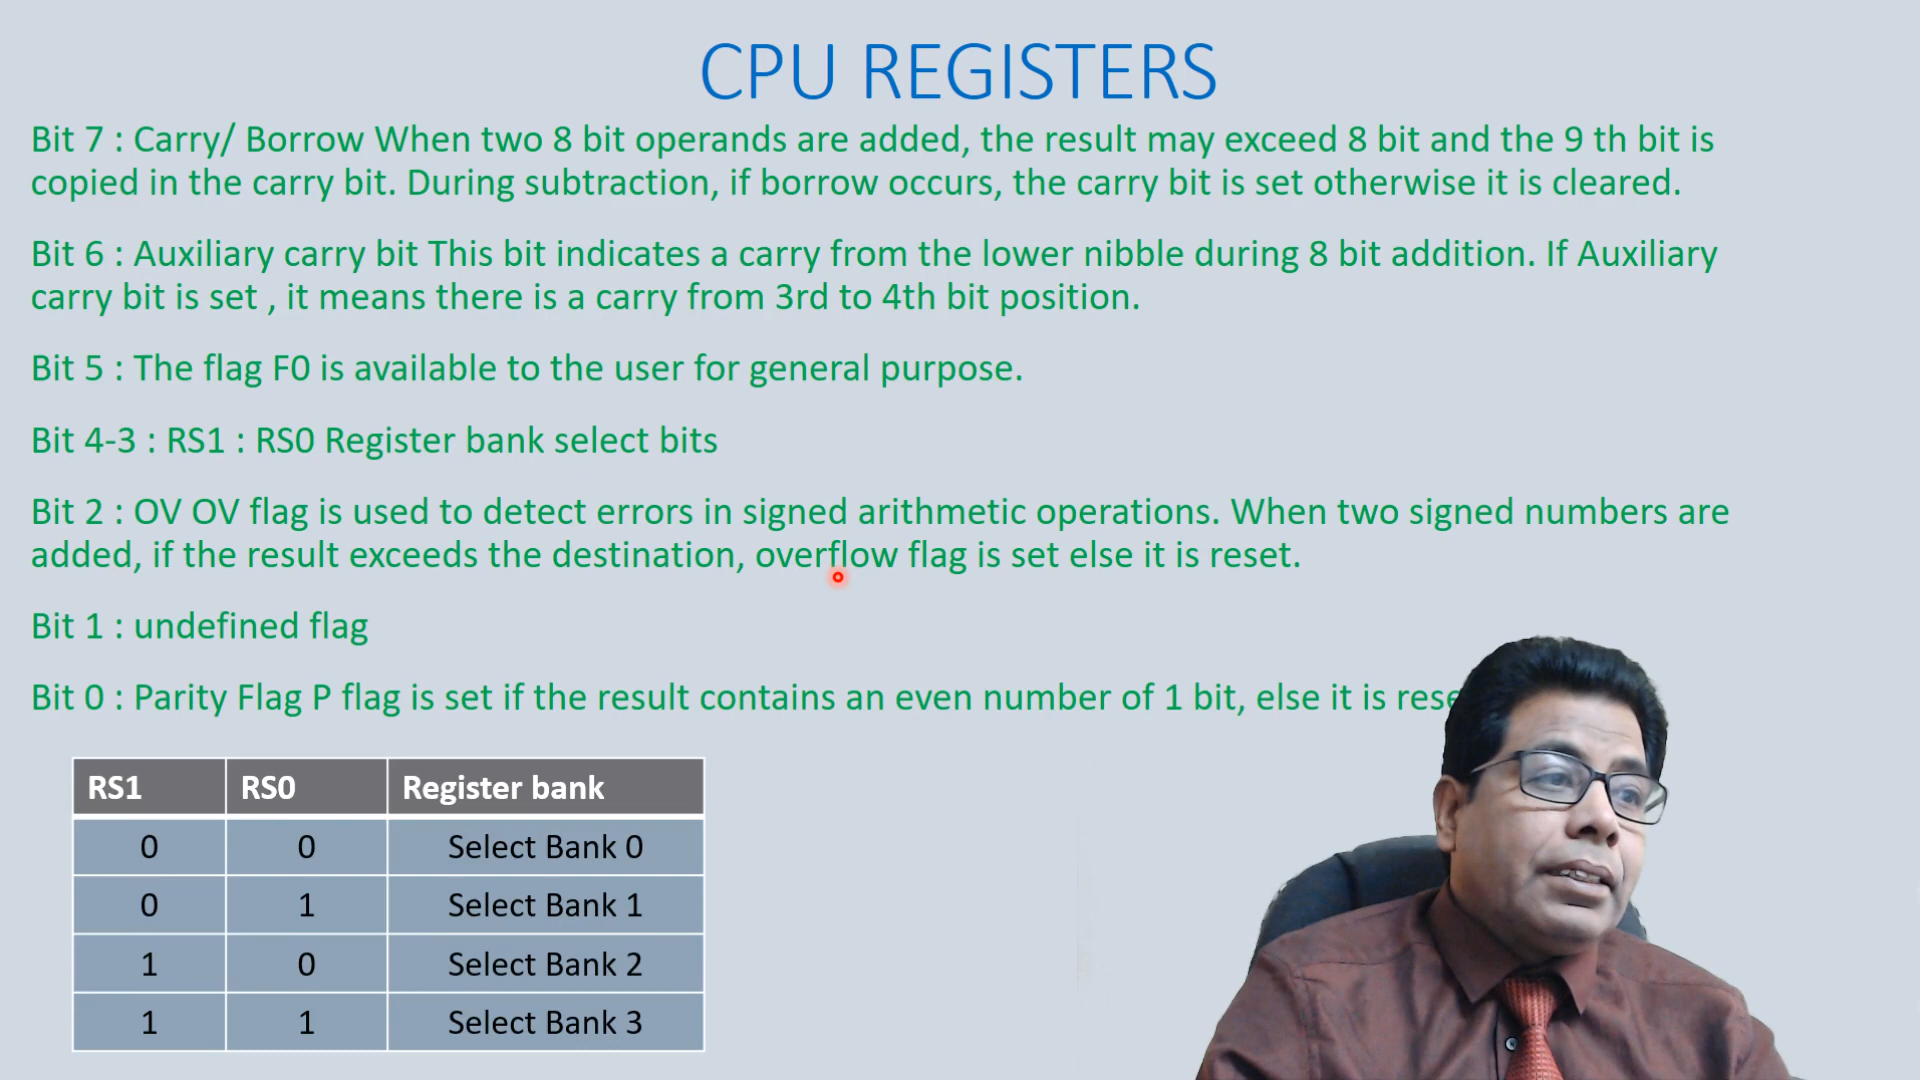 CPU REGISTERS
Bit 7 : Carry/ Borrow When two 8 bit operands are added, the result may exceed 8 bit and the 9 th bit is
copied in the carry bit. During subtraction, if borrow occurs, the carry bit is set otherwise it is cleared.
Bit 6 : Auxiliary carry bit This bit indicates a carry from the lower nibble during 8 bit addition. If Auxiliary
carry bit is set , it means there is a carry from 3rd to 4th bit position.
Bit 5 : The flag F0 is available to the user for general purpose.
Bit 4-3 : RS1 : RS0 Register bank select bits
Bit 2 : OV OV flag is used to detect errors in signed arithmetic operations. When two signed numbers are
added, if the result exceeds the destination, overflow flag is set else it is reset.
Bit 1 : undefined flag
Bit 0 : Parity Flag P flag is set if the result contains an even number of 1 bit, else it is
RS1 RS0 Register bank
0 0 Select Bank 0
0 1 Select Bank 1
1 0 Select Bank 2
1 1 Select Bank 3